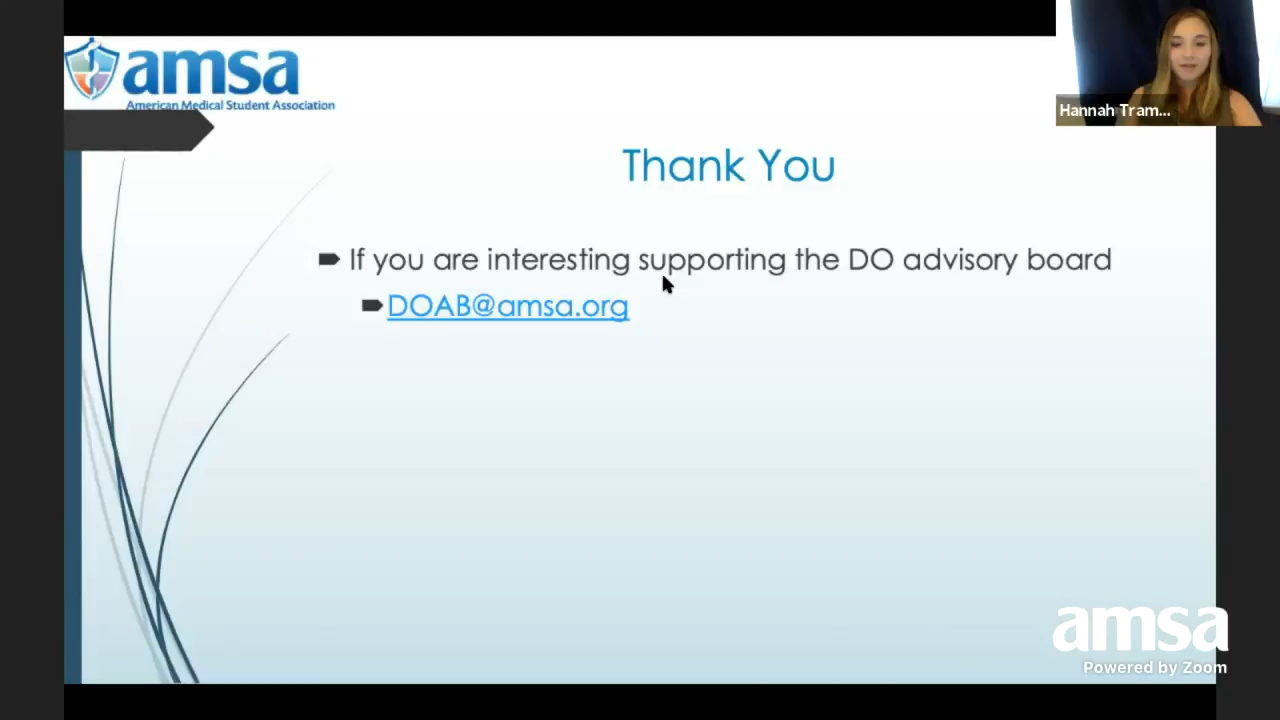 amsa
American Medical Student Association
Hannah Tram...
Thank You
If you are interesting supporting the DO advisory board
DOAB@amsa.org
amsa
Powered by Zoom